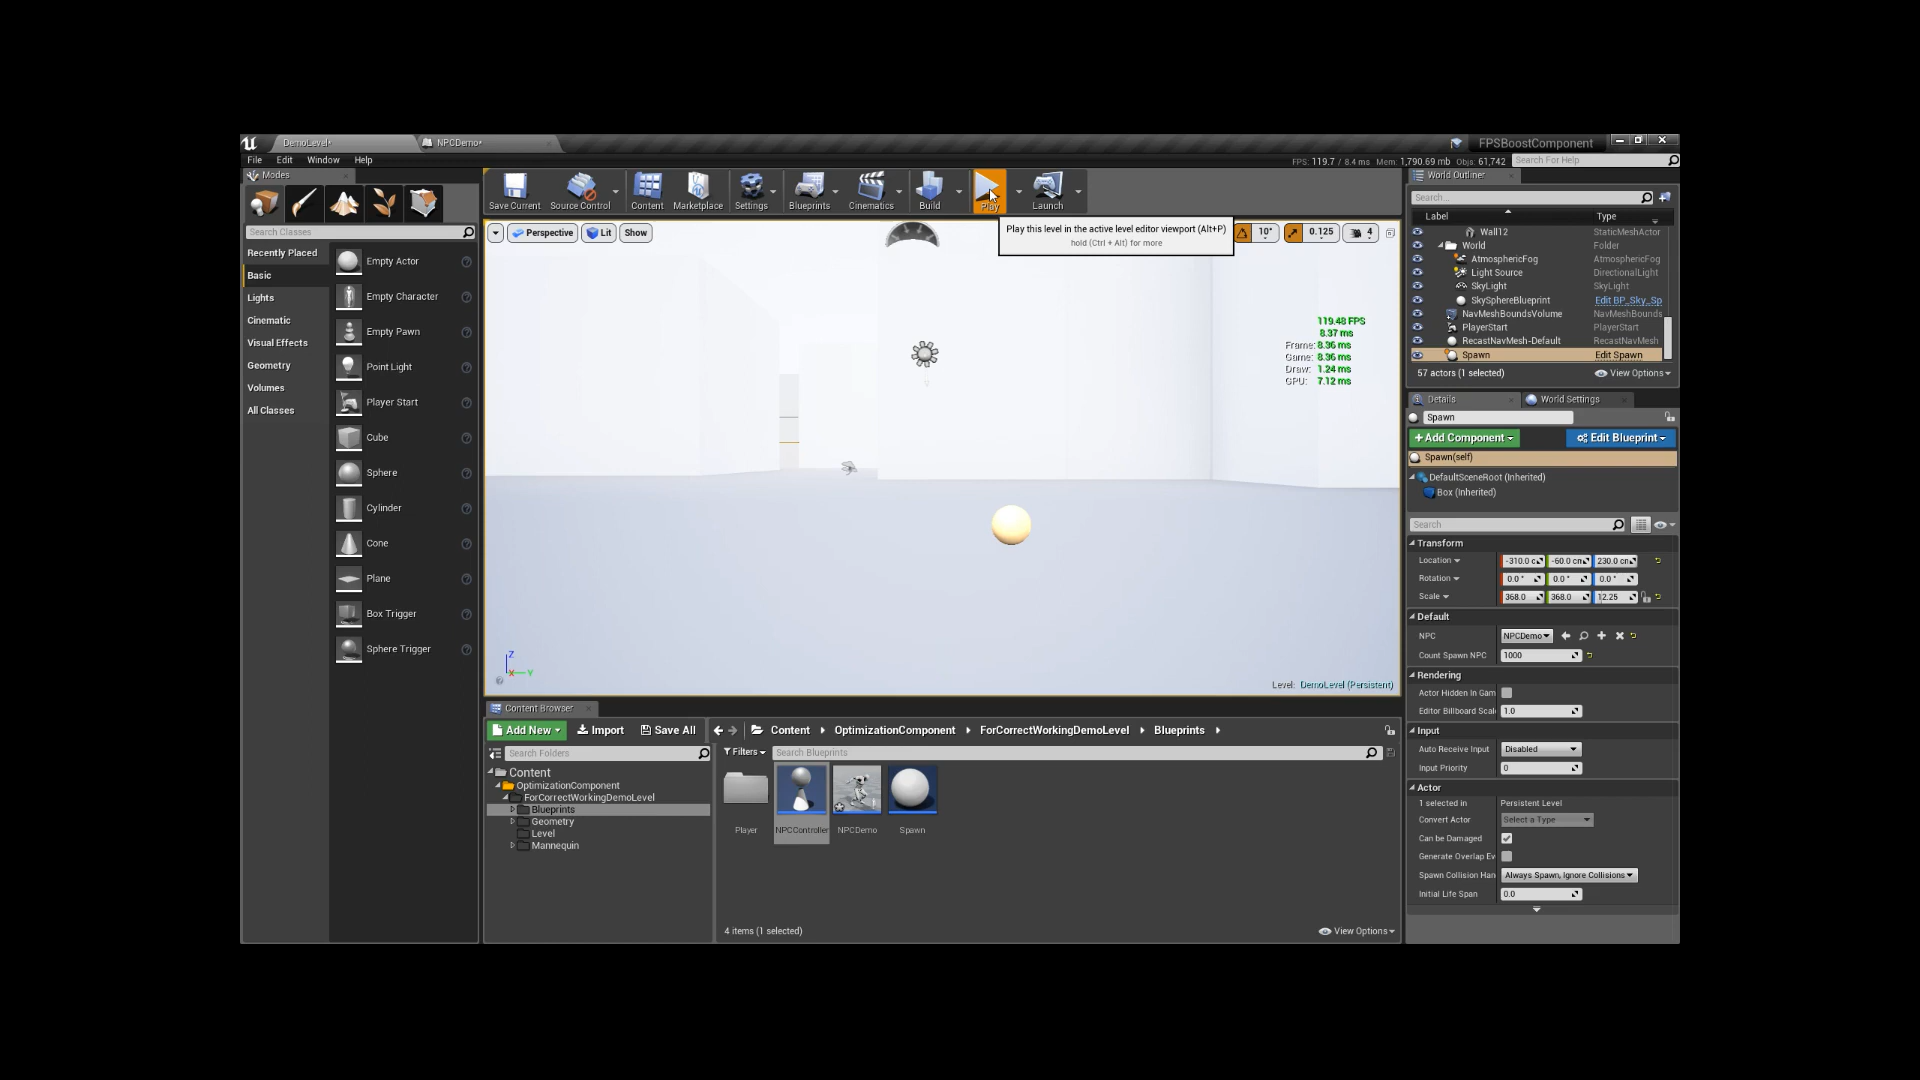 DemoLevel*
NPCDemo*
FPSBoostComponent
File Edit Window Help
FPS: 119.7 / 8.4 ms Mem: 1,790.69 mb Objs: 61,742
Search For Help
Modes
Search Classes
Recently Placed
Basic
Lights
Cinematic
Visual Effects
Geometry
Volumes
All Classes
Empty Actor
Empty Character
Empty Pawn
Point Light
Player Start
Cube
Sphere
Cylinder
Cone
Plane
Box Trigger
Sphere Trigger
Save Current
Source Control
Content
Marketplace
Settings
Blueprints
Cinematics
Build
Play
Launch
Play this level in the active level editor viewport (Alt+P)
hold (Ctrl + Alt) for more
Perspective
Lit
Show
10°
0.125
4
119.48 FPS
8.37 ms
Frame: 8.36 ms
Game: 8.36 ms
Draw: 1.24 ms
GPU: 7.12 ms
Z
X
Y
Level: DemoLevel (Persistent)
Content Browser
Add New
Import
Save All
Content
OptimizationComponent
ForCorrectWorkingDemoLevel
Blueprints
Search Folders
Filters
Search Blueprints
Content
OptimizationComponent
ForCorrectWorkingDemoLevel
Blueprints
Geometry
Level
Mannequin
Player
NPCController
NPCDemo
Spawn
4 items (1 selected)
View Options
World Outliner
Search...
Label Type
Wall12 StaticMeshActor
World Folder
AtmosphericFog AtmosphericFog
Light Source DirectionalLight
SkyLight SkyLight
SkySphereBlueprint Edit BP_Sky_Sp
NavMeshBoundsVolume NavMeshBounds
PlayerStart PlayerStart
RecastNavMesh-Default RecastNavMesh
Spawn Edit Spawn
57 actors (1 selected)
View Options
Details
World Settings
Spawn
+Add Component
Edit Blueprint
Spawn(self)
DefaultSceneRoot (Inherited)
Box (Inherited)
Search
Transform
Location -310.0 c -60.0 cm 230.0 cm
Rotation 0.0 ° 0.0 ° 0.0 °
Scale 368.0 368.0 12.25
Default
NPC NPCDemo
Count Spawn NPC 1000
Rendering
Actor Hidden In Gam
Editor Billboard Scale 1.0
Input
Auto Receive Input Disabled
Input Priority 0
Actor
1 selected in Persistent Level
Convert Actor Select a Type
Can be Damaged
Generate Overlap Ev
Spawn Collision Han Always Spawn, Ignore Collisions
Initial Life Span 0.0